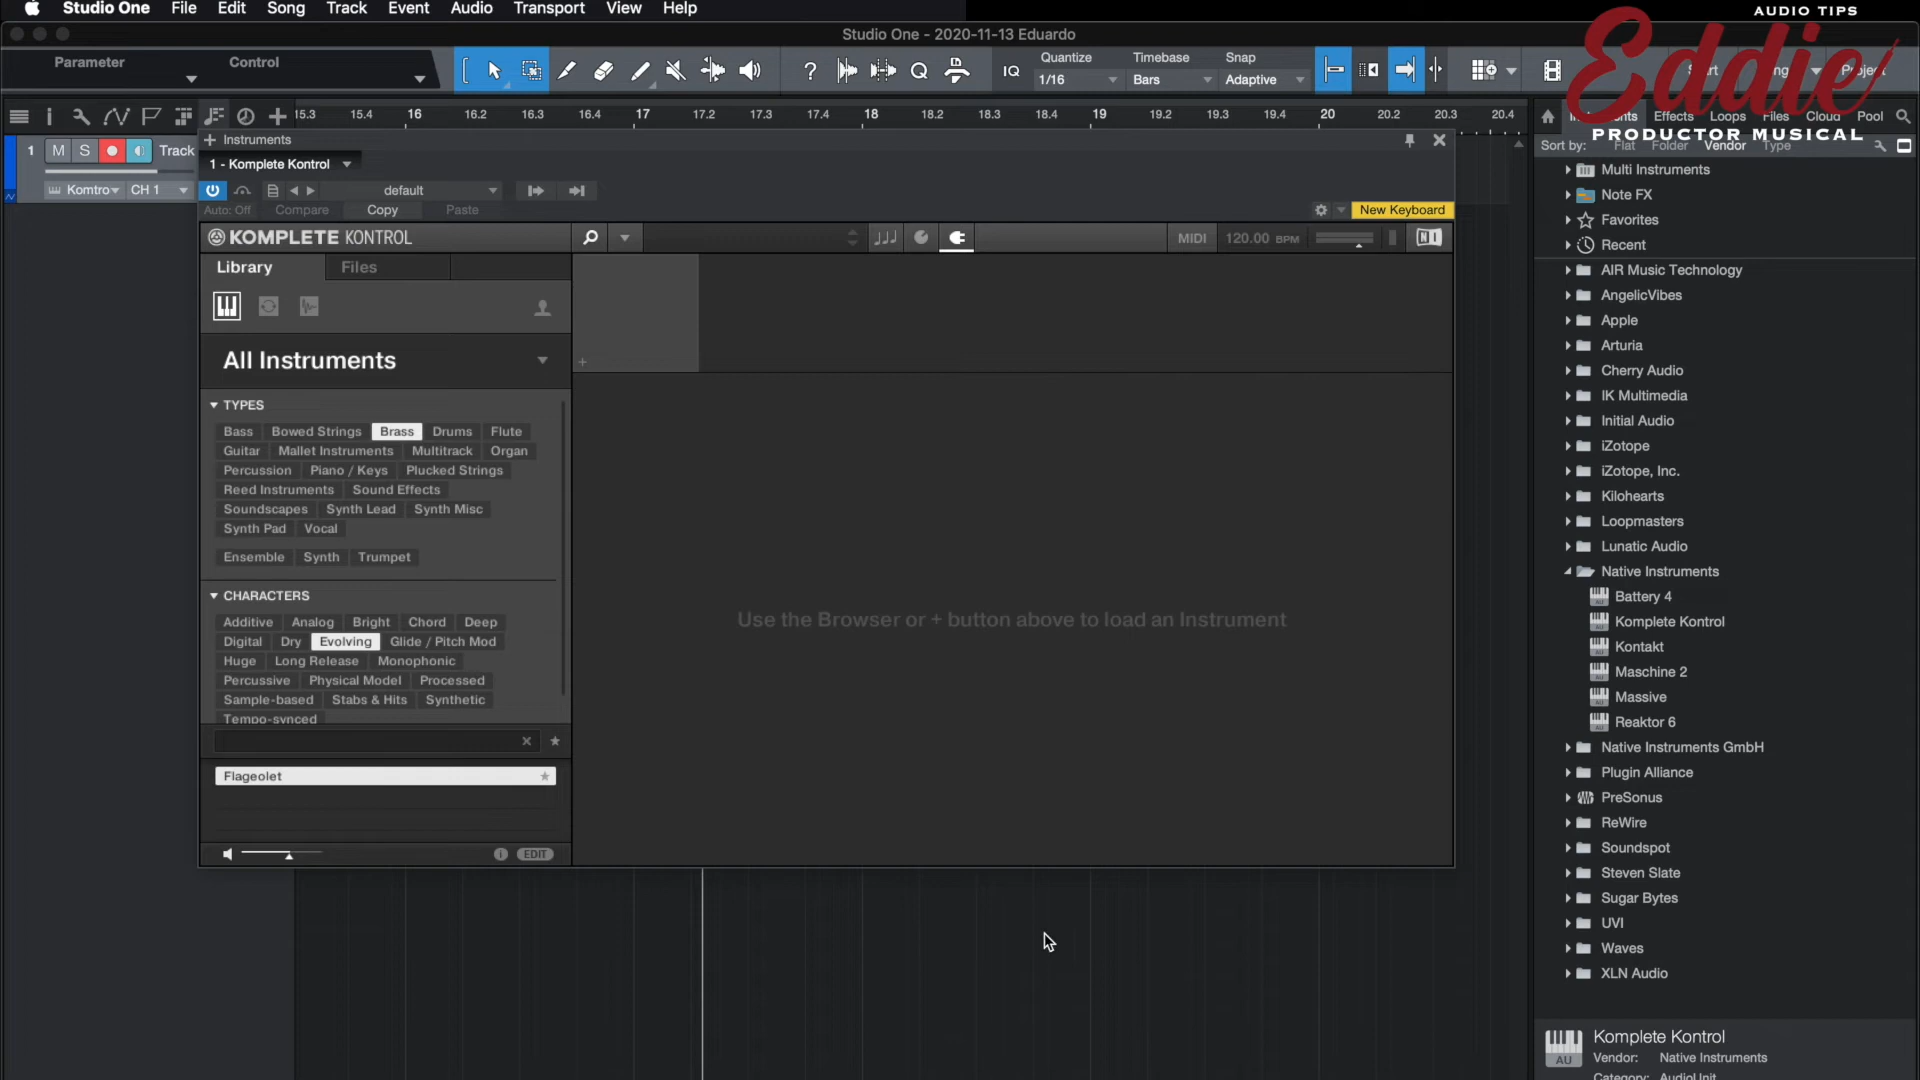 AUDIO TIPS
Eddie
PRODUCTOR MUSICAL
Studio One File Edit Song Track Event Audio Transport View Help
Studio One - 2020-11-13 Eduardo
Parameter Control
? Q IQ
Quantize Timebase Snap
1/16 Bars Adaptive
Start Project
15.3 15.4 16 16.2 16.3 16.4 17 17.2 17.3 17.4 18 18.2 18.3 18.4 19 19.2 19.3 19.4 20 20.2 20.3 20.4
Instruments Effects Loops Files Cloud Pool
Sort by: Flat Folder Vendor Type
1 M S Track
Komtro CH 1
Instruments
1 - Komplete Kontrol
default
Auto: Off Compare Copy Paste
New Keyboard
KOMPLETE KONTROL
MIDI 120.00 BPM
Library Files
All Instruments
TYPES
Bass Bowed Strings Brass Drums Flute
Guitar Mallet Instruments Multitrack Organ
Percussion Piano / Keys Plucked Strings
Reed Instruments Sound Effects
Soundscapes Synth Lead Synth Misc
Synth Pad Vocal
Ensemble Synth Trumpet
CHARACTERS
Additive Analog Bright Chord Deep
Digital Dry Evolving Glide / Pitch Mod
Huge Long Release Monophonic
Percussive Physical Model Processed
Sample-based Stabs & Hits Synthetic
Tempo-synced
Flageolet
EDIT
Use the Browser or + button above to load an Instrument
Multi Instruments
Note FX
Favorites
Recent
AIR Music Technology
AngelicVibes
Apple
Arturia
Cherry Audio
IK Multimedia
Initial Audio
iZotope
iZotope, Inc.
Kilohearts
Loopmasters
Lunatic Audio
Native Instruments
Battery 4
Komplete Kontrol
Kontakt
Maschine 2
Massive
Reaktor 6
Native Instruments GmbH
Plugin Alliance
PreSonus
ReWire
Soundspot
Steven Slate
Sugar Bytes
UVI
Waves
XLN Audio
AU
Komplete Kontrol
Vendor: Native Instruments
Category: AudioUnit